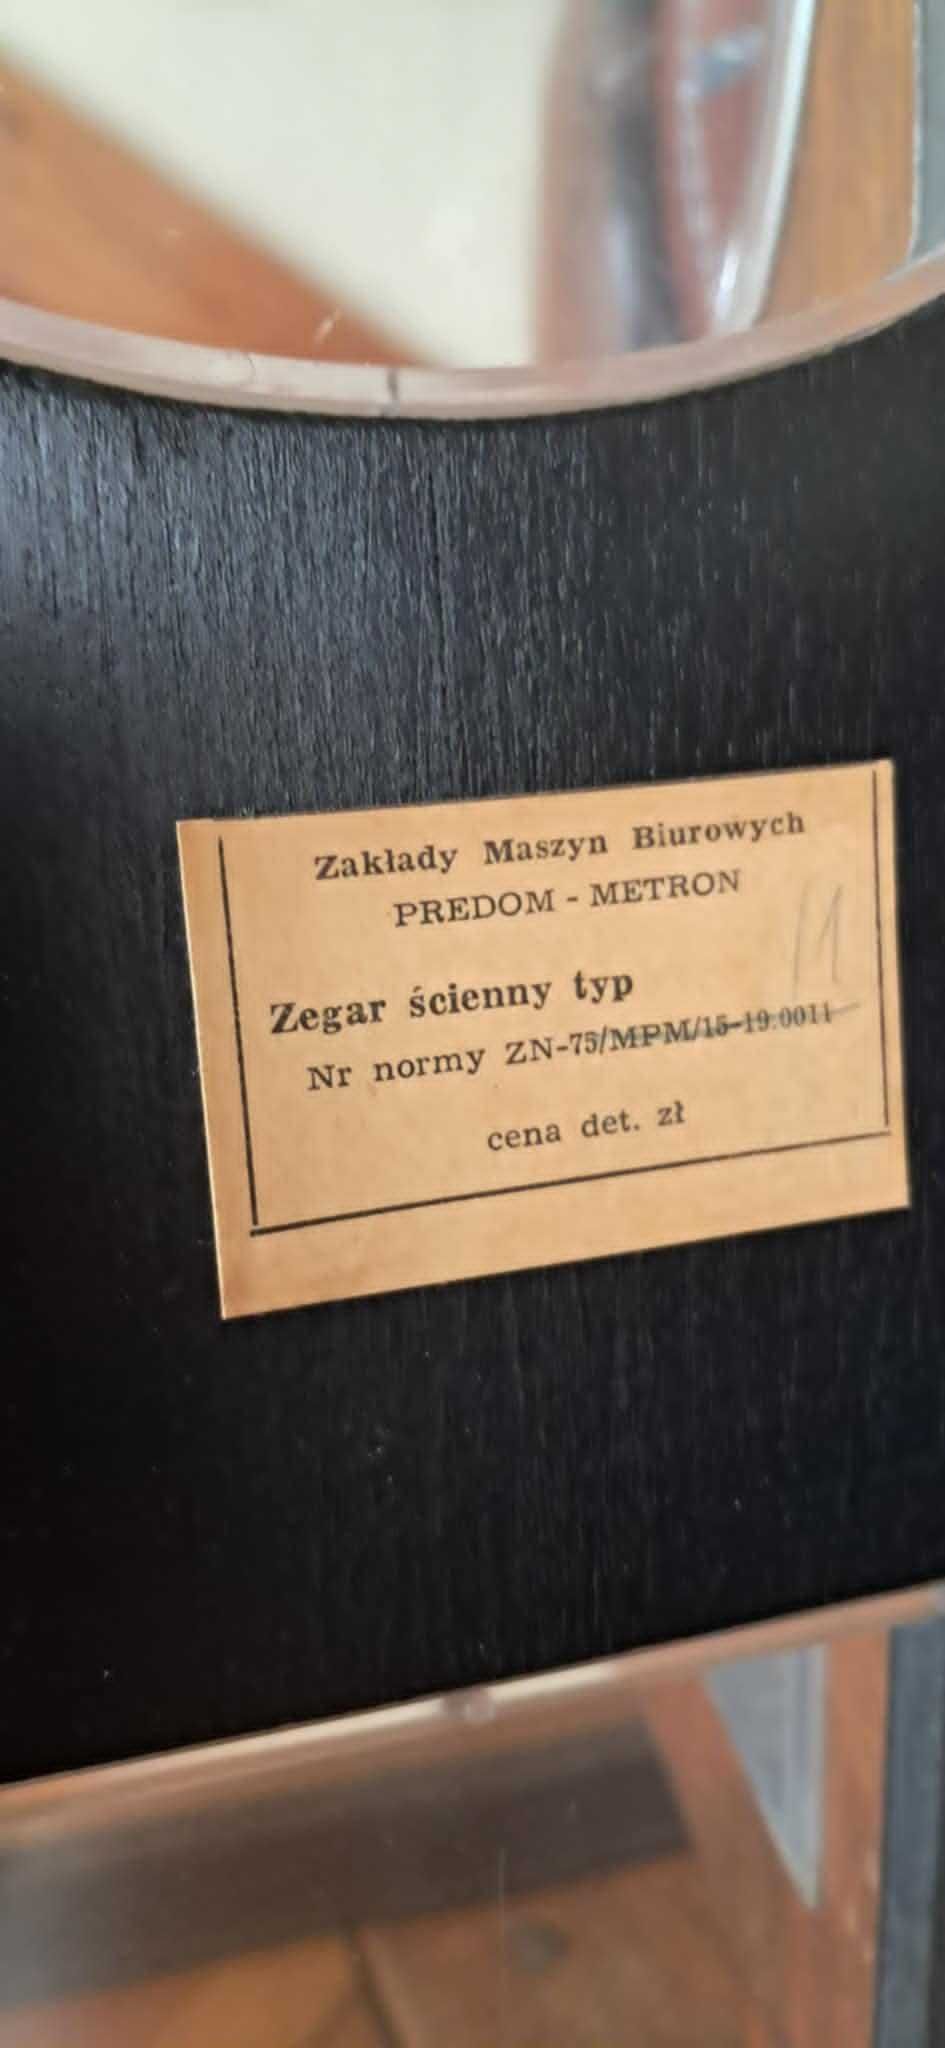 Zakłady Maszyn Biurowych
PREDOM - METRON
Zegar ścienny typ
Nr normy ZN-75/MPM/15-19.0011
cena det. zł